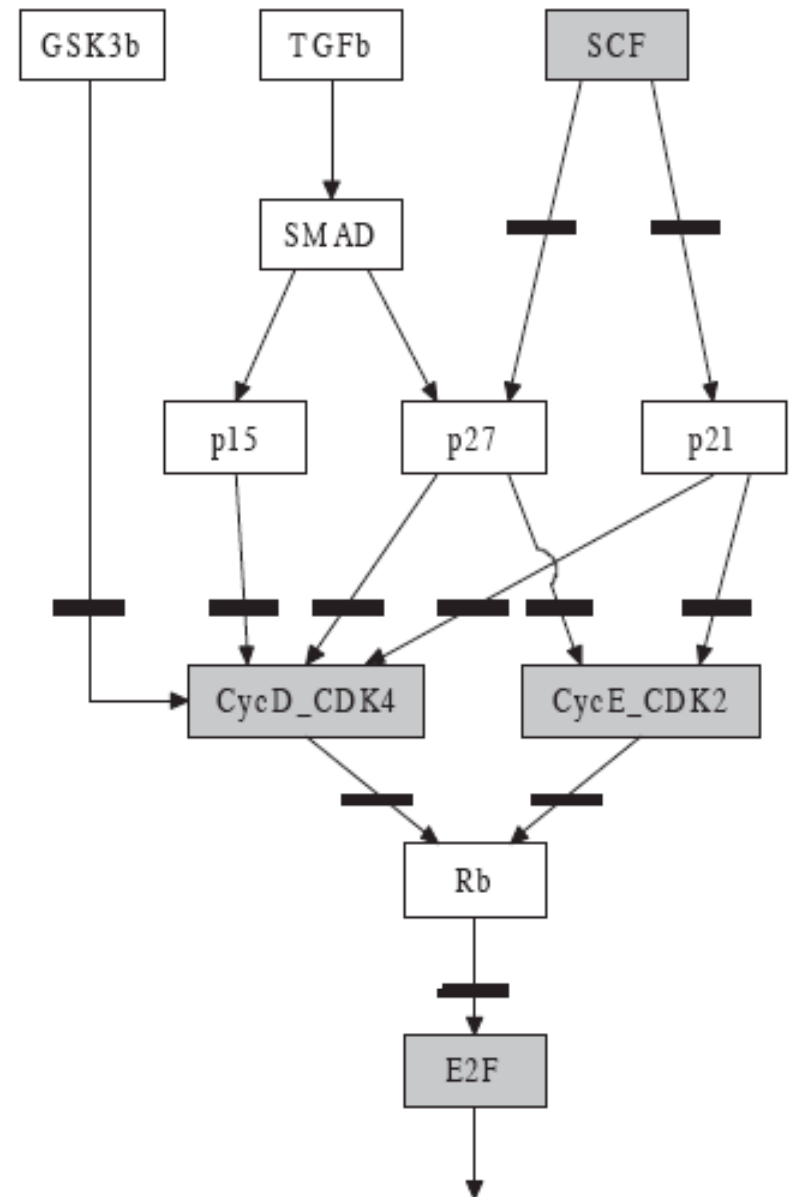 GSK3b
TGFb
SCF
SMAD
p15
p27
p21
CycD_CDK4
CycE_CDK2
Rb
E2F